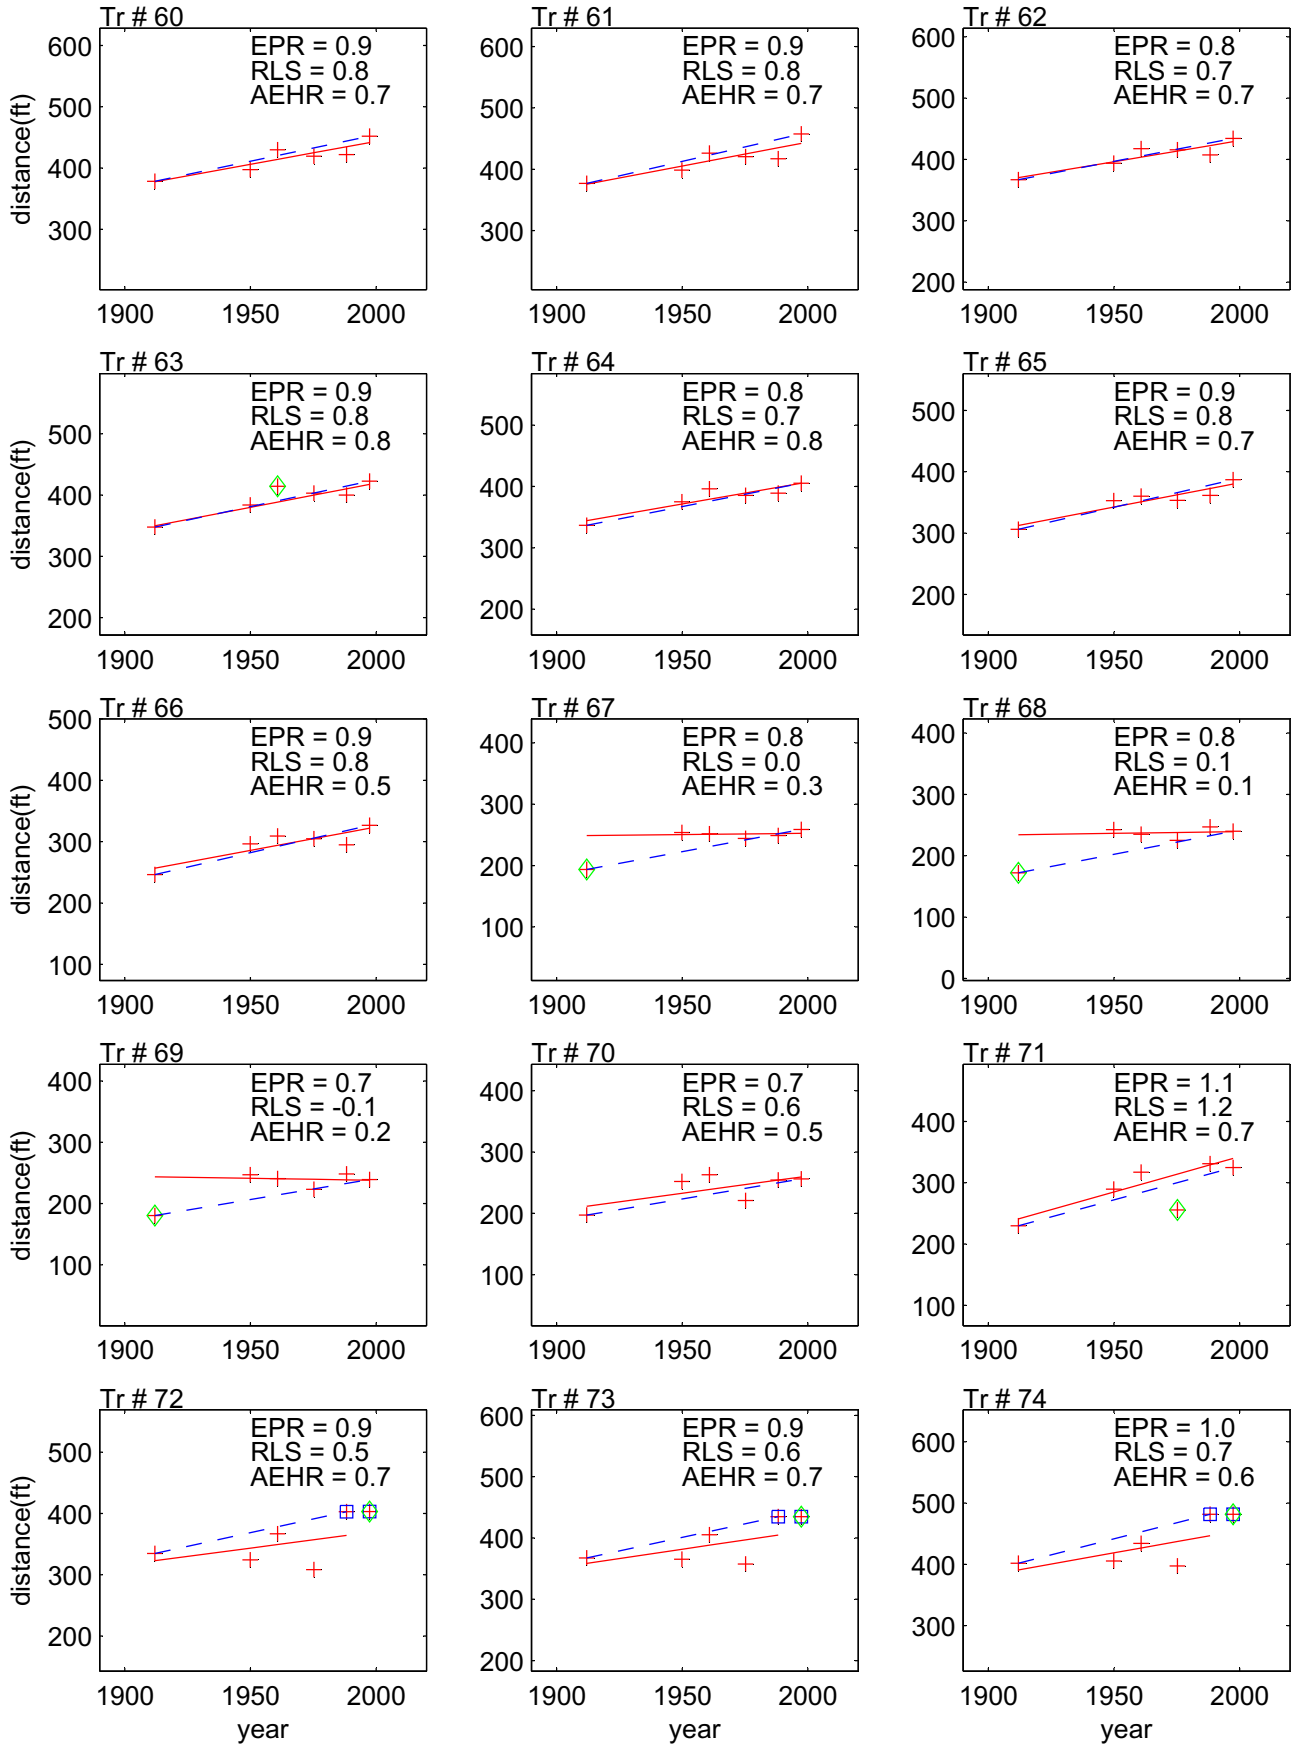 Tr # 60
Tr # 61
Tr # 62
600
500
400
300
distance(ft)
EPR = 0.9
RLS = 0.8
AEHR = 0.7
1900 1950 2000
600
500
400
300
EPR = 0.9
RLS = 0.8
AEHR = 0.7
1900 1950 2000
600
500
400
300
200
EPR = 0.8
RLS = 0.7
AEHR = 0.7
1900 1950 2000
Tr # 63
Tr # 64
Tr # 65
500
400
300
200
distance(ft)
EPR = 0.9
RLS = 0.8
AEHR = 0.8
1900 1950 2000
500
400
300
200
EPR = 0.8
RLS = 0.7
AEHR = 0.8
1900 1950 2000
500
400
300
200
EPR = 0.9
RLS = 0.8
AEHR = 0.7
1900 1950 2000
Tr # 66
Tr # 67
Tr # 68
500
400
300
200
100
distance(ft)
EPR = 0.9
RLS = 0.8
AEHR = 0.5
1900 1950 2000
400
300
200
100
EPR = 0.8
RLS = 0.0
AEHR = 0.3
1900 1950 2000
400
300
200
100
0
EPR = 0.8
RLS = 0.1
AEHR = 0.1
1900 1950 2000
Tr # 69
Tr # 70
Tr # 71
400
300
200
100
distance(ft)
EPR = 0.7
RLS = -0.1
AEHR = 0.2
1900 1950 2000
400
300
200
100
EPR = 0.7
RLS = 0.6
AEHR = 0.5
1900 1950 2000
400
300
200
100
EPR = 1.1
RLS = 1.2
AEHR = 0.7
1900 1950 2000
Tr # 72
Tr # 73
Tr # 74
500
400
300
200
distance(ft)
EPR = 0.9
RLS = 0.5
AEHR = 0.7
1900 1950 2000
year
600
500
400
300
200
EPR = 0.9
RLS = 0.6
AEHR = 0.7
1900 1950 2000
year
600
500
400
300
EPR = 1.0
RLS = 0.7
AEHR = 0.6
1900 1950 2000
year